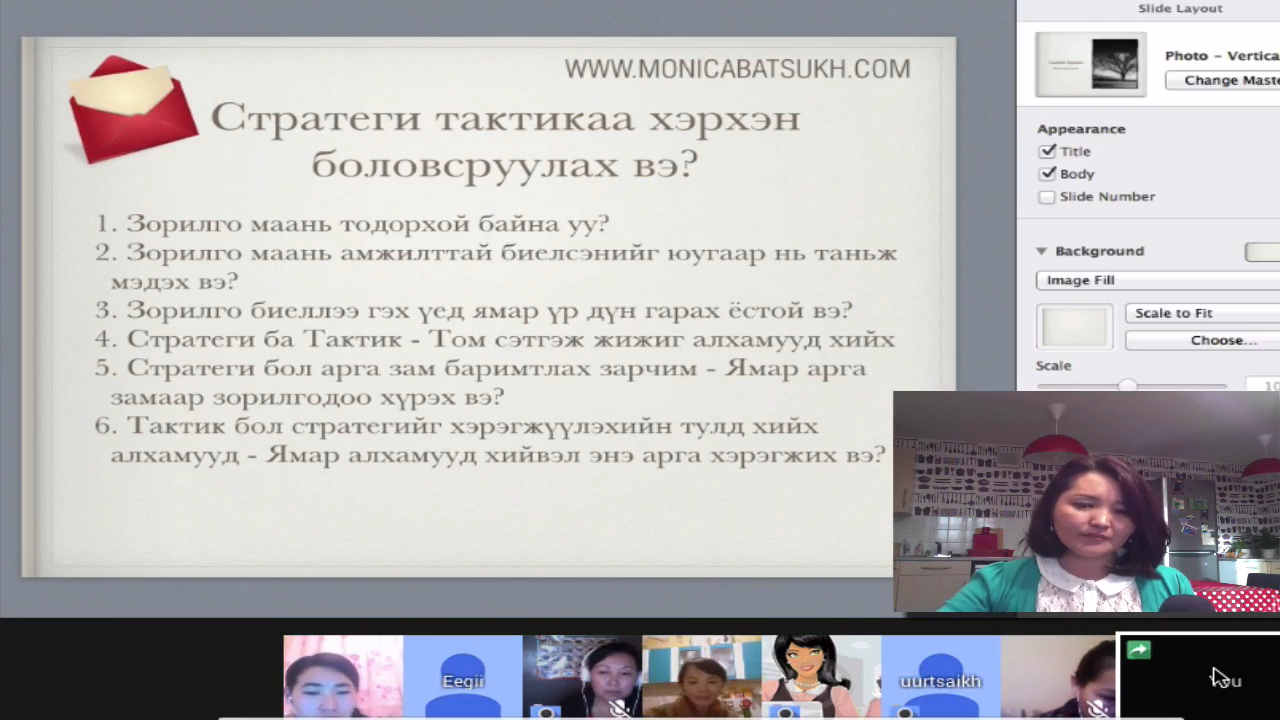 Slide Layout
WWW.MONICABATSUKH.COM
Стратеги тактикаа хэрхэн
боловсруулах вэ?
1. Зорилго маань тодорхой байна уу?
2. Зорилго маань амжилттай биелсэнийг юугаар нь таньж
мэдэх вэ?
3. Зорилго биеллээ гэх үед ямар үр дүн гарах ёстой вэ?
4. Стратеги ба Тактик - Том сэтгэж жижиг алхамууд хийх
5. Стратеги бол арга зам баримтлах зарчим - Ямар арга
замаар зорилгодоо хүрэх вэ?
6. Тактик бол стратегийг хэрэгжүүлэхийн тулд хийх
алхамууд - Ямар алхамууд хийвэл энэ арга хэрэгжих вэ?
Photo - Vertica
Change Maste
Appearance
Title
Body
Slide Number
Background
Image Fill
Scale to Fit
Choose...
Scale
10
Eegii
uurtsaikh